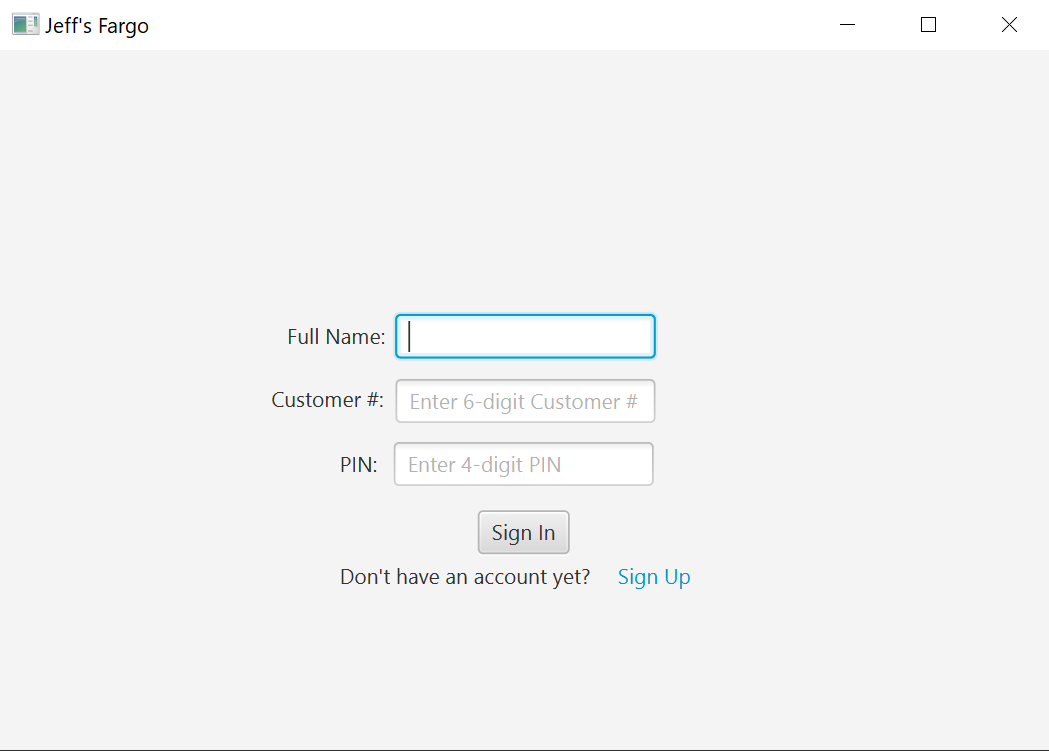 Jeff's Fargo
Full Name:
Customer #: Enter 6-digit Customer #
PIN: Enter 4-digit PIN
Sign In
Don't have an account yet? Sign Up